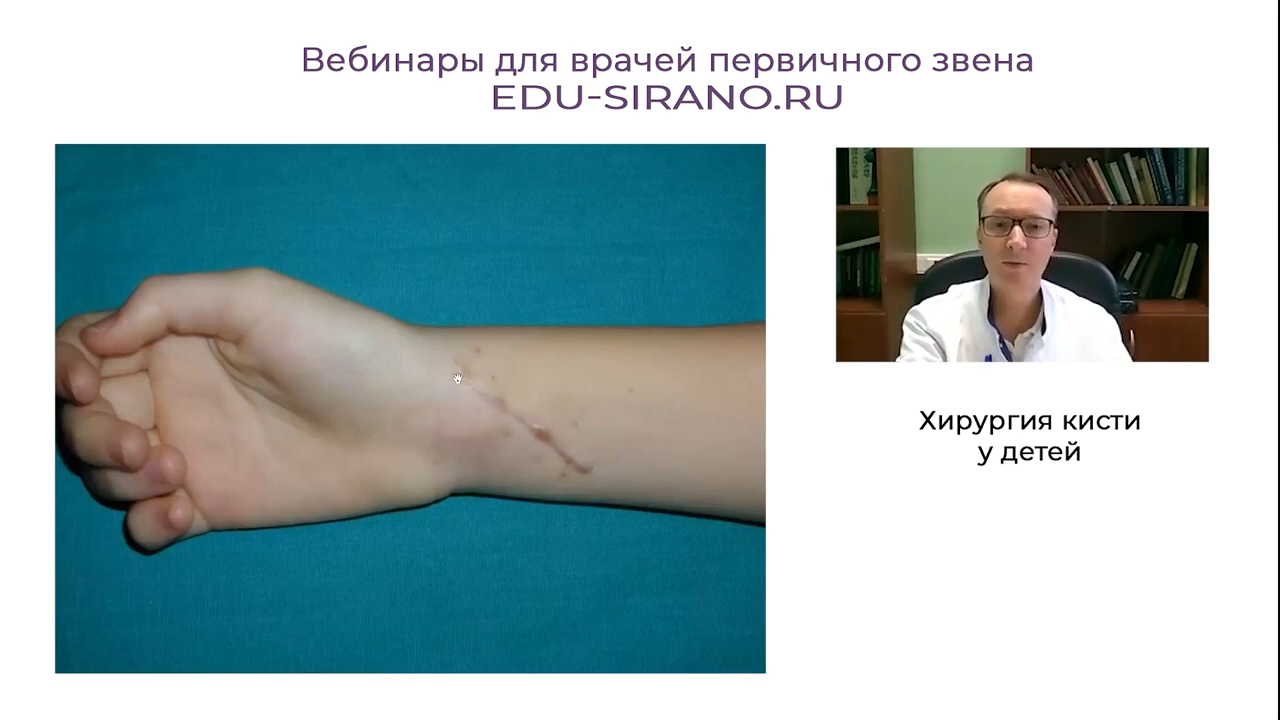 Вебинары для врачей первичного звена
EDU-SIRANO.RU
Хирургия кисти
у детей